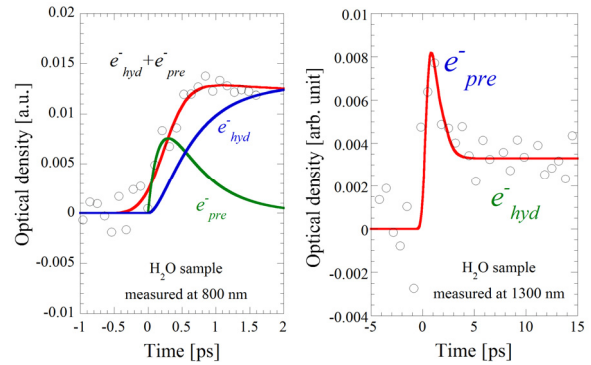 0.02
0.015
0.01
0.005
0
-0.005
-0.01
Optical density [a.u.]
e⁻hyd + e⁻pre
e⁻hyd
e⁻pre
H₂O sample
measured at 800 nm
-1 -0.5 0 0.5 1 1.5 2
Time [ps]
0.01
0.008
0.006
0.004
0.002
0
-0.002
-0.004
Optical density [arb. unit]
e⁻pre
e⁻hyd
H₂O sample
measured at 1300 nm
-5 0 5 10 15
Time [ps]